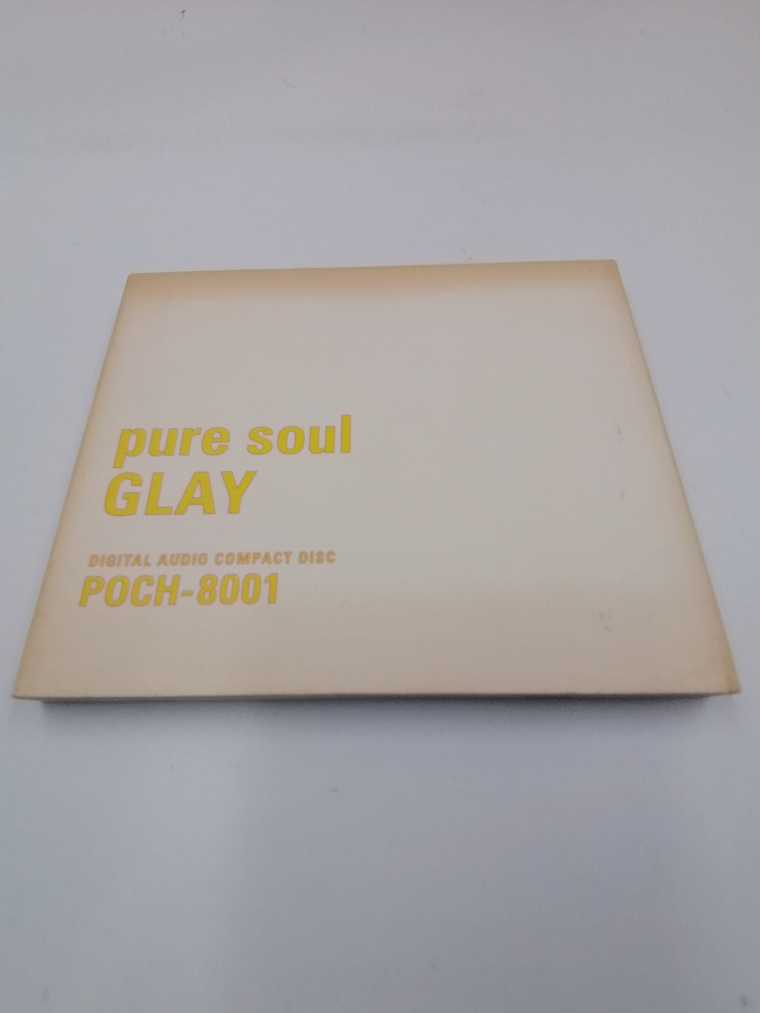 pure soul
GLAY
DIGITAL AUDIO COMPACT DISC
POCH-8001